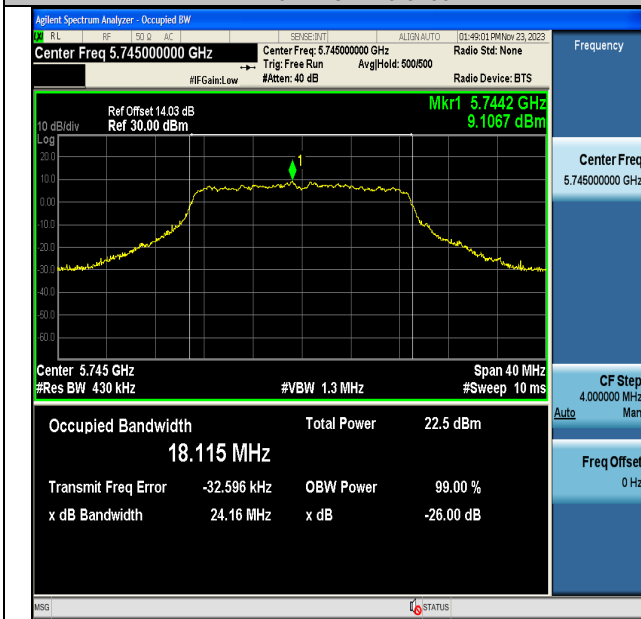 Agilent Spectrum Analyzer - Occupied BW
RL RF 50 Ω AC SENSE:INT ALIGN AUTO 01:49:01 PM Nov 23, 2023
Center Freq 5.745000000 GHz
Center Freq: 5.745000000 GHz Radio Std: None
Trig: Free Run Avg|Hold: 500/500
#IFGain:Low #Atten: 40 dB Radio Device: BTS
Frequency
Ref Offset 14.03 dB
10 dB/div Ref 30.00 dBm
Mkr1 5.7442 GHz
9.1067 dBm
Log
20.0
10.0
0.00
-10.0
-20.0
-30.0
-40.0
-50.0
-60.0
1
Center 5.745 GHz Span 40 MHz
#Res BW 430 kHz #VBW 1.3 MHz #Sweep 10 ms
Occupied Bandwidth Total Power 22.5 dBm
18.115 MHz
Transmit Freq Error -32.596 kHz OBW Power 99.00 %
x dB Bandwidth 24.16 MHz x dB -26.00 dB
Center Freq
5.745000000 GHz
CF Step
4.000000 MHz
Auto Man
Freq Offset
0 Hz
MSG STATUS